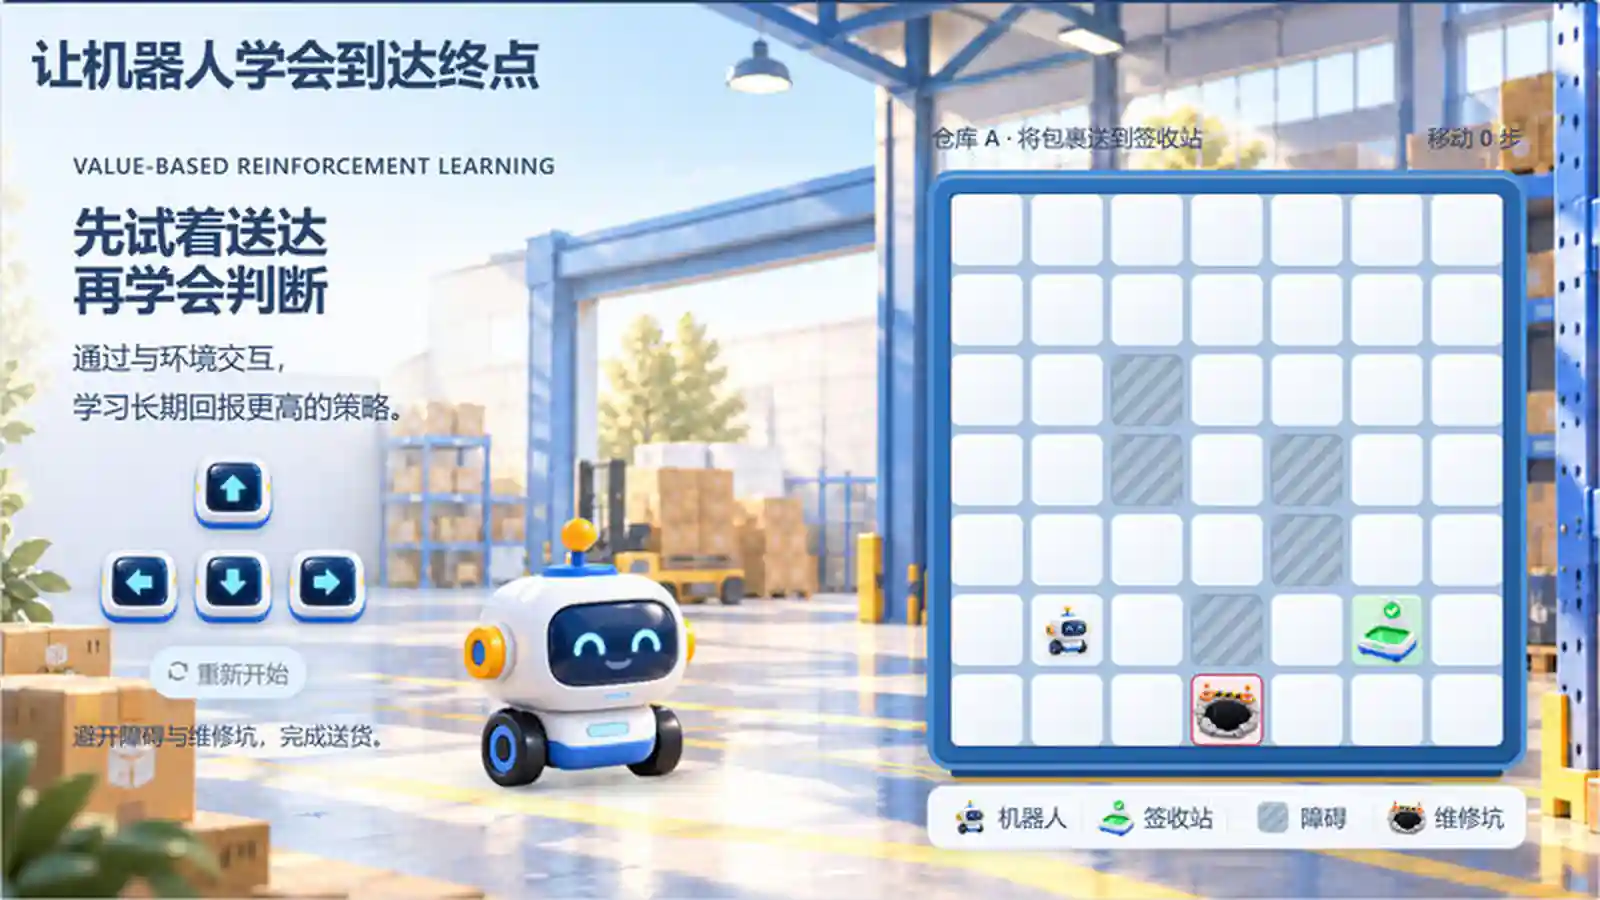 让机器人学会到达终点
VALUE-BASED REINFORCEMENT LEARNING
先试着送达
再学会判断
通过与环境交互，
学习长期回报更高的策略。
重新开始
避开障碍与维修坑，完成送货。
仓库 A · 将包裹送到签收站
移动 0 步
机器人
签收站
障碍
维修坑